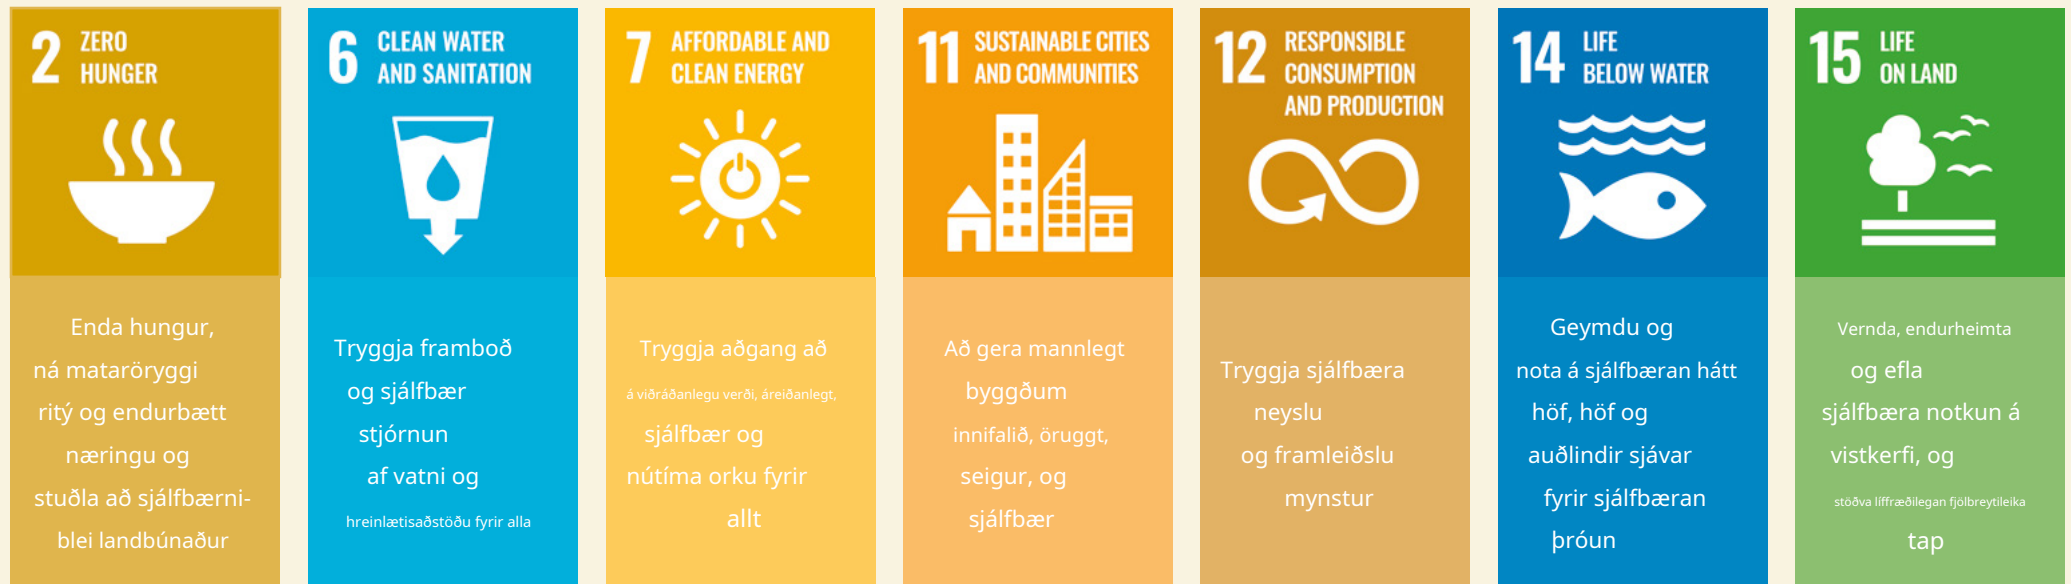 2 ZERO
HUNGER
Enda hungur,
ná mataröryggi
ritý og endurbætt
næringu og
stuðla að sjálfbærni-
blei landbúnaður
6 CLEAN WATER
AND SANITATION
Tryggja framboð
og sjálfbær
stjórnun
af vatni og
hreinlætisaðstöðu fyrir alla
7 AFFORDABLE AND
CLEAN ENERGY
Tryggja aðgang að
á viðráðanlegu verði, áreiðanlegt,
sjálfbær og
nútíma orku fyrir
allt
11 SUSTAINABLE CITIES
AND COMMUNITIES
Að gera mannlegt
byggðum
innifalið, öruggt,
seigur, og
sjálfbær
12 RESPONSIBLE
CONSUMPTION
AND PRODUCTION
Tryggja sjálfbæra
neyslu
og framleiðslu
mynstur
14 LIFE
BELOW WATER
Geymdu og
nota á sjálfbæran hátt
höf, höf og
auðlindir sjávar
fyrir sjálfbæran
þróun
15 LIFE
ON LAND
Vernda, endurheimta
og efla
sjálfbæra notkun á
vistkerfi, og
stöðva líffræðilegan fjölbreytileika
tap